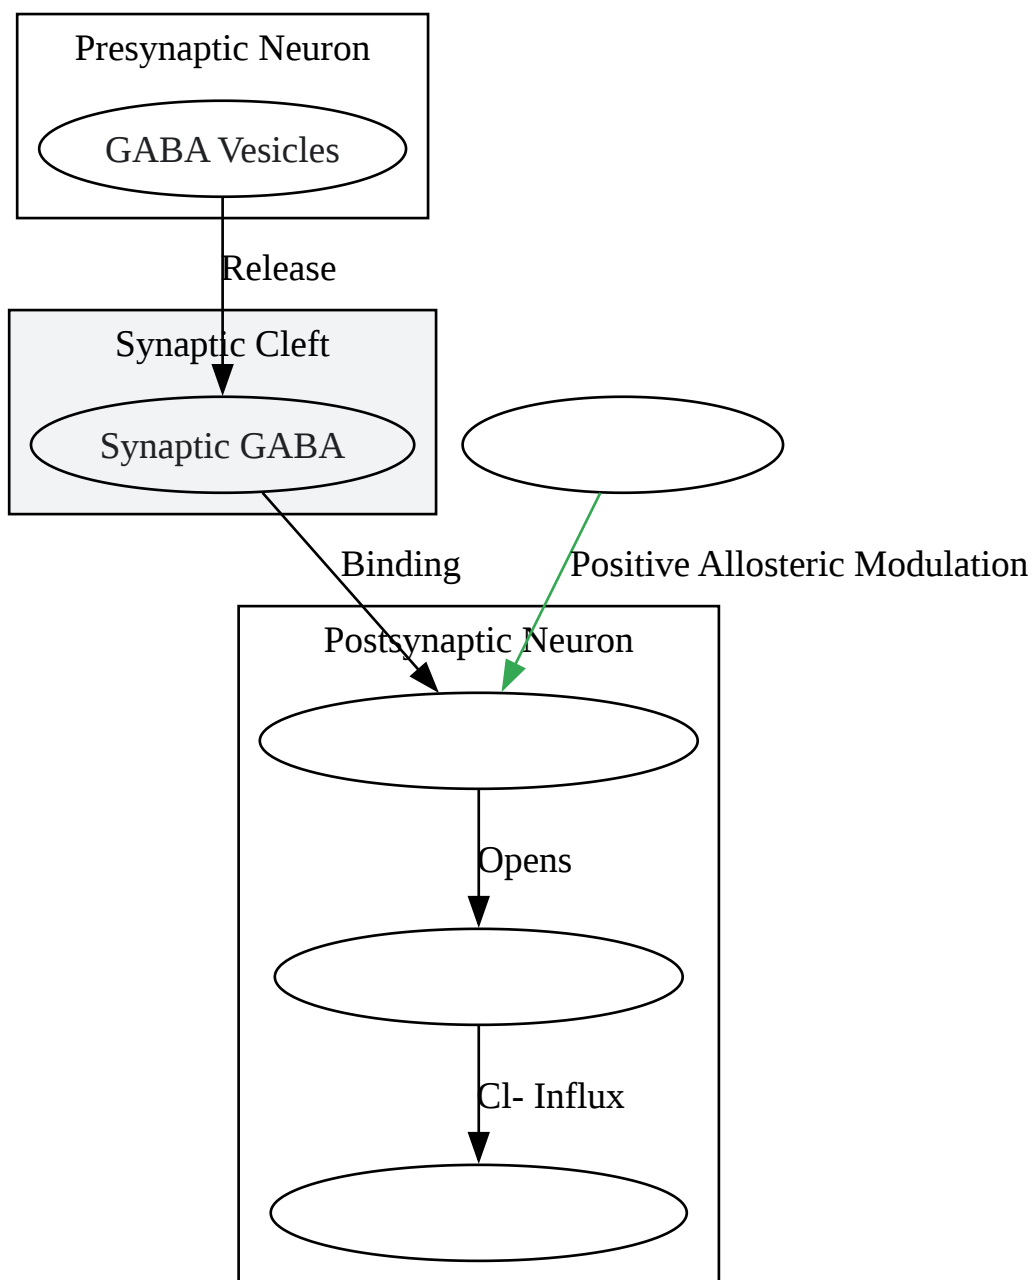 Presynaptic Neuron
GABA Vesicles
Release
Synaptic Cleft
Synaptic GABA
Binding
Positive Allosteric Modulation
Postsynaptic Neuron
Opens
Cl- Influx